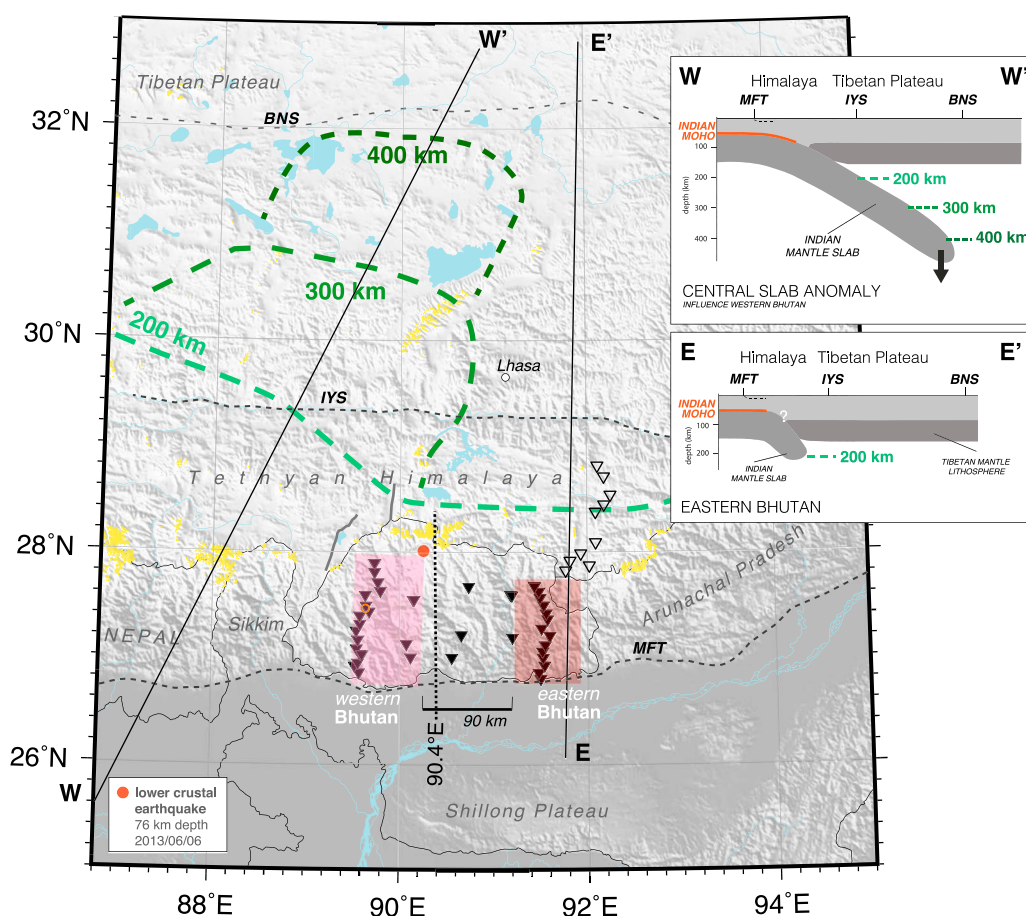 W'
E'
Tibetan Plateau
BNS
32°N
400 km
300 km
30°N
200 km
Lhasa
IYS
Tethyan Himalaya
28°N
Arunachal Pradesh
NEPAL
Sikkim
MFT
western
Bhutan
eastern
Bhutan
90 km
90.4°E
26°N
E
W
Shillong Plateau
lower crustal
earthquake
76 km depth
2013/06/06
88°E
90°E
92°E
94°E
W
W'
Himalaya Tibetan Plateau
MFT
IYS
BNS
INDIAN
MOHO
100
200
300
400
depth (km)
200 km
300 km
400 km
INDIAN
MANTLE SLAB
CENTRAL SLAB ANOMALY
INFLUENCE WESTERN BHUTAN
E
E'
Himalaya Tibetan Plateau
MFT
IYS
BNS
INDIAN
MOHO
?
100
200
depth (km)
200 km
INDIAN
MANTLE SLAB
TIBETAN MANTLE
LITHOSPHERE
EASTERN BHUTAN